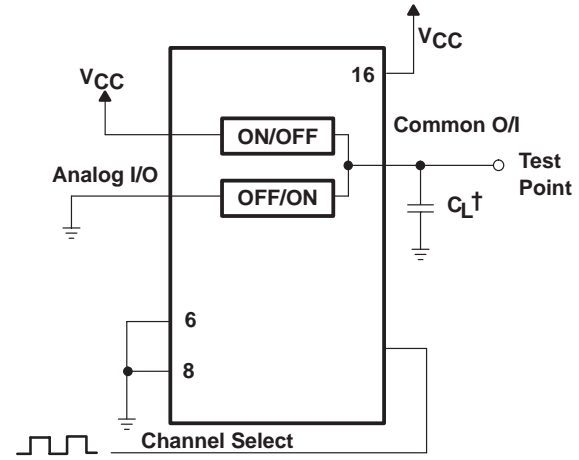 VCC
16
VCC
ON/OFF
Common O/I
Test
Point
Analog I/O
OFF/ON
CL†
6
8
Channel Select